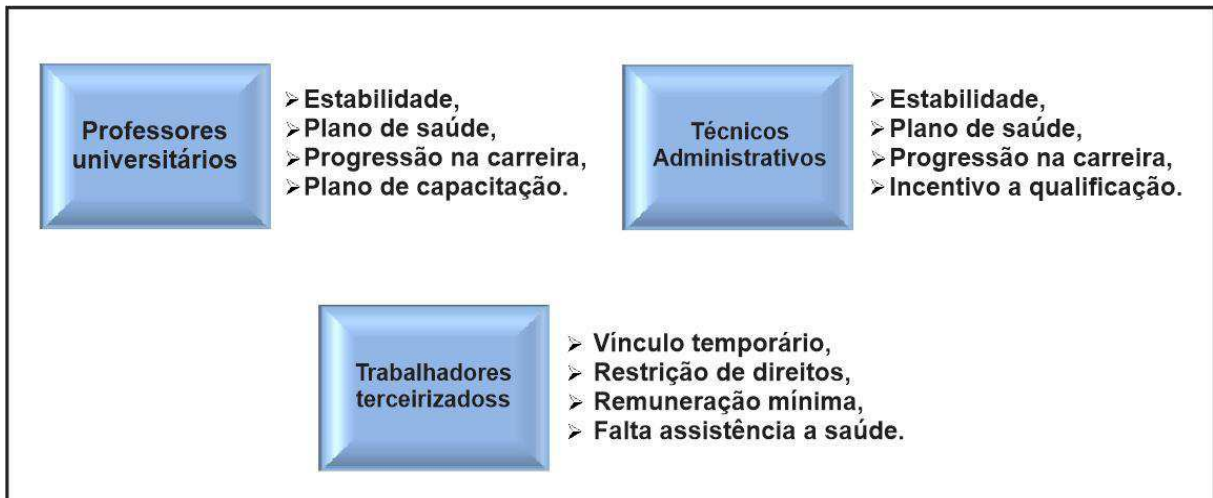 Professores
universitários
➢ Estabilidade,
➢ Plano de saúde,
➢ Progressão na carreira,
➢ Plano de capacitação.
Técnicos
Administrativos
➢ Estabilidade,
➢ Plano de saúde,
➢ Progressão na carreira,
➢ Incentivo a qualificação.
Trabalhadores
terceirizadoss
➢ Vínculo temporário,
➢ Restrição de direitos,
➢ Remuneração mínima,
➢ Falta assistência a saúde.